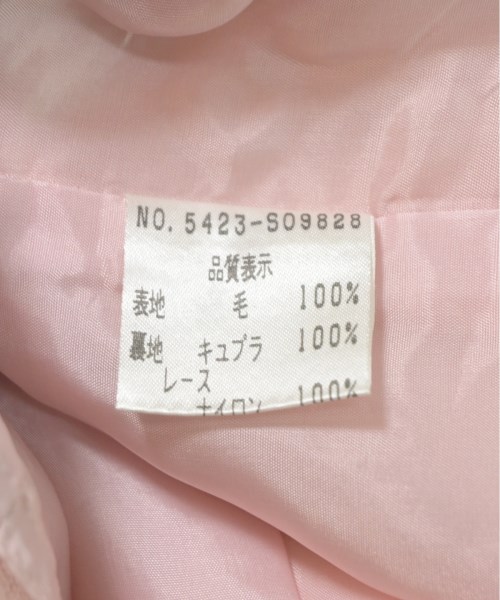 NO. 5423-S09828
品質表示
表地 毛 100%
裏地 キュプラ 100%
レース
ナイロン 100%